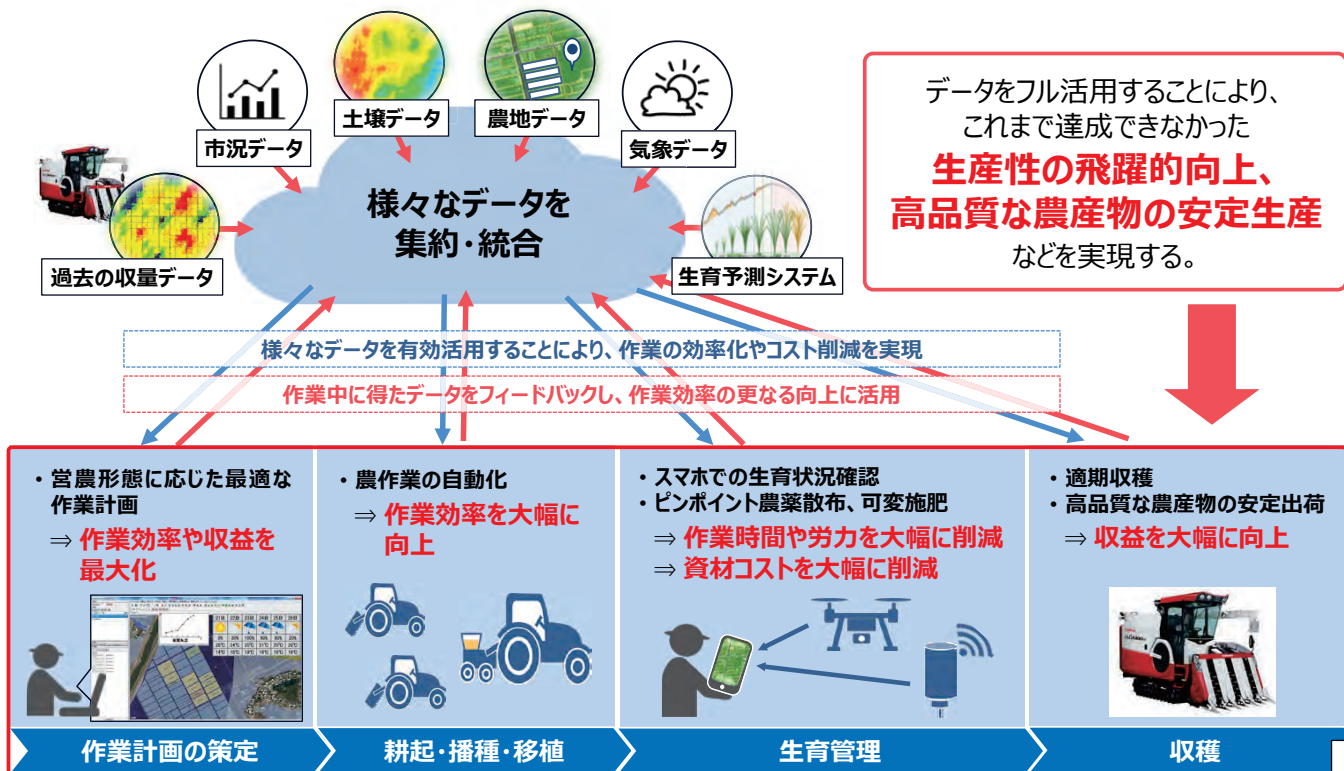 市況データ
土壌データ
農地データ
気象データ
過去の収量データ
生育予測システム
様々なデータを
集約・統合
データをフル活用することにより、
これまで達成できなかった
生産性の飛躍的向上、
高品質な農産物の安定生産
などを実現する。
様々なデータを有効活用することにより、作業の効率化やコスト削減を実現
作業中に得たデータをフィードバックし、作業効率の更なる向上に活用
・営農形態に応じた最適な
作業計画
⇒ 作業効率や収益を
最大化
・農作業の自動化
⇒ 作業効率を大幅に
向上
・スマホでの生育状況確認
・ピンポイント農薬散布、可変施肥
⇒ 作業時間や労力を大幅に削減
⇒ 資材コストを大幅に削減
・適期収穫
・高品質な農産物の安定出荷
⇒ 収益を大幅に向上
作業計画の策定
耕起・播種・移植
生育管理
収穫